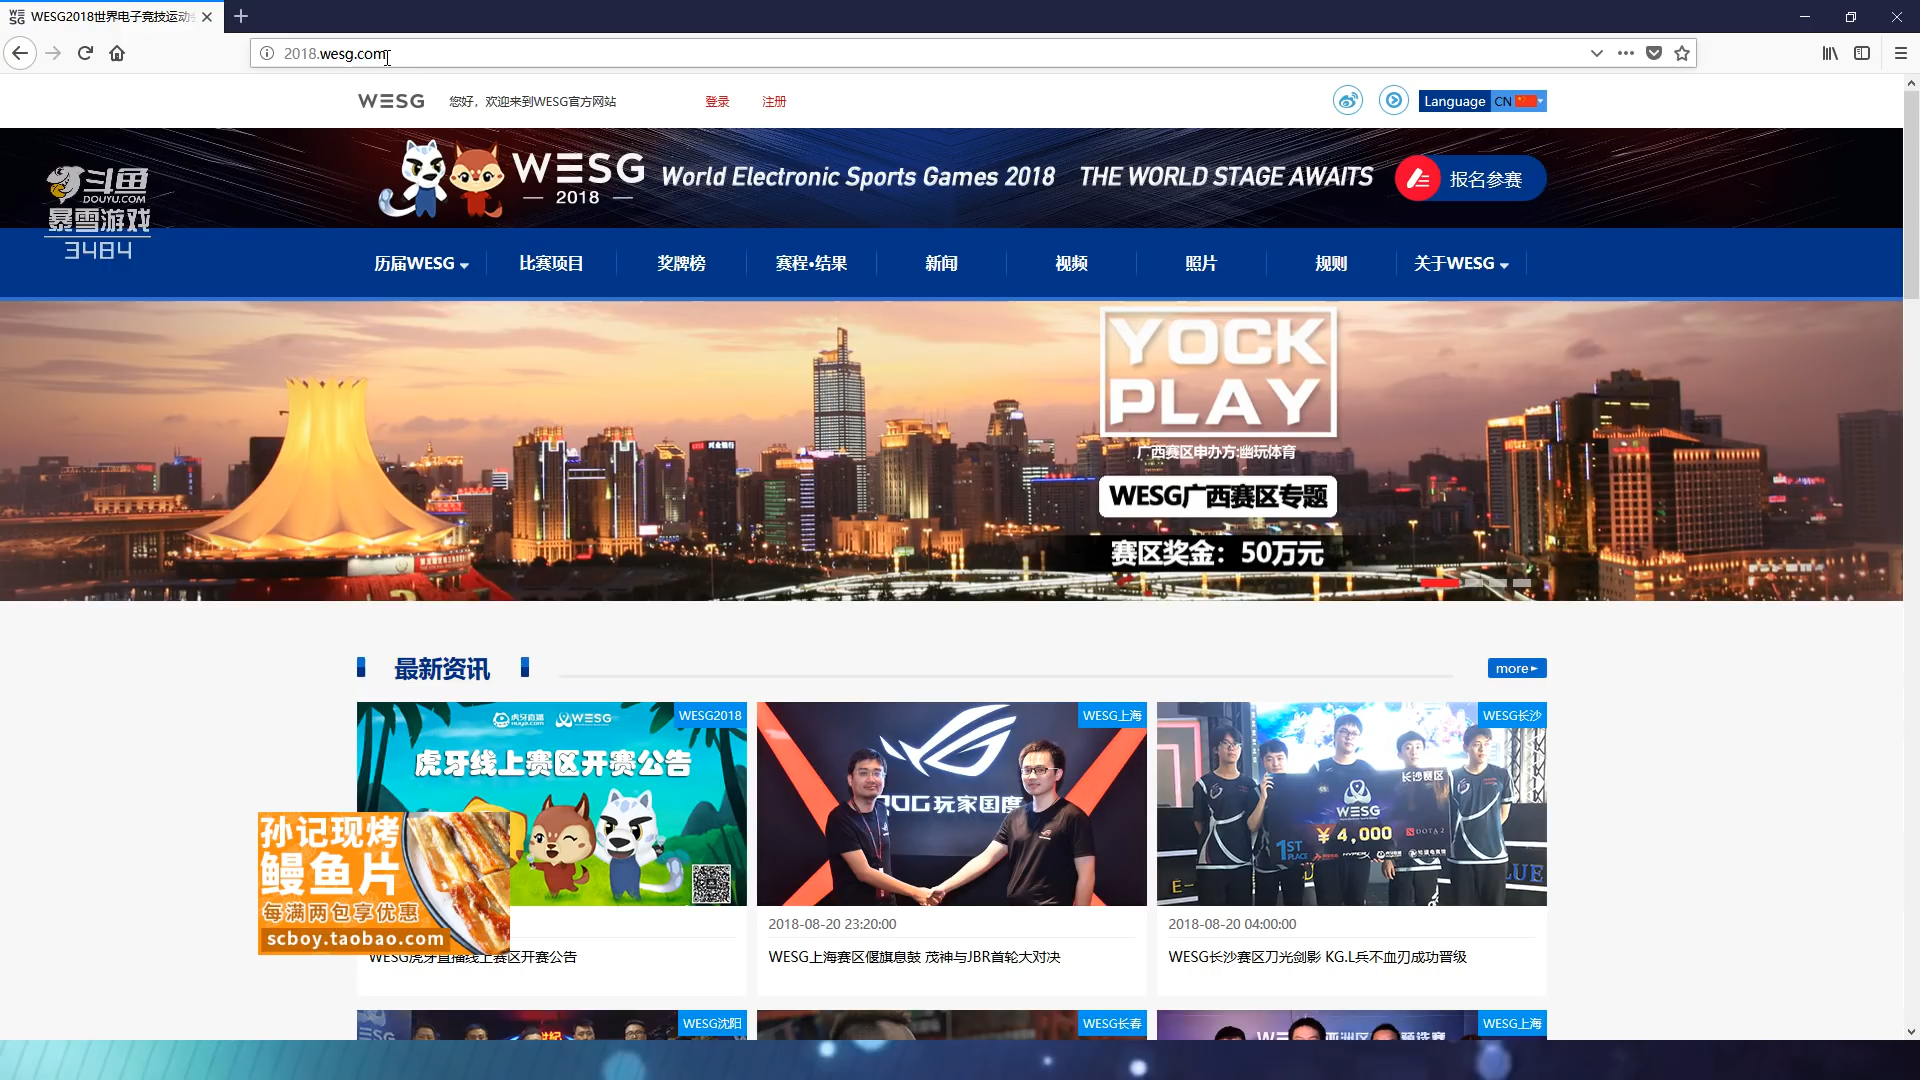 WESG2018世界电子竞技运动
2018.wesg.com
WESG 您好，欢迎来到WESG官方网站 登录 注册
Language CN
斗鱼
DOUYU.COM
暴雪游戏
3484
WESG
2018
World Electronic Sports Games 2018 THE WORLD STAGE AWAITS
报名参赛
历届WESG 比赛项目 奖牌榜 赛程•结果 新闻 视频 照片 规则 关于WESG
YOCK
PLAY
广西赛区申办方:幽玩体育
WESG广西赛区专题
赛区奖金：50万元
最新资讯
more
虎牙直播 WESG
WESG2018
虎牙线上赛区开赛公告
WESG虎牙直播线上赛区开赛公告
WESG上海
ROG玩家国度
2018-08-20 23:20:00
WESG上海赛区偃旗息鼓 茂神与JBR首轮大对决
WESG长沙
长沙赛区
WESG
¥ 4,000
DOTA 2
1ST
PLACE
2018-08-20 04:00:00
WESG长沙赛区刀光剑影 KG.L兵不血刃成功晋级
孙记现烤
鳗鱼片
每满两包享优惠
scboy.taobao.com
WESG沈阳
WESG长春
WESG上海